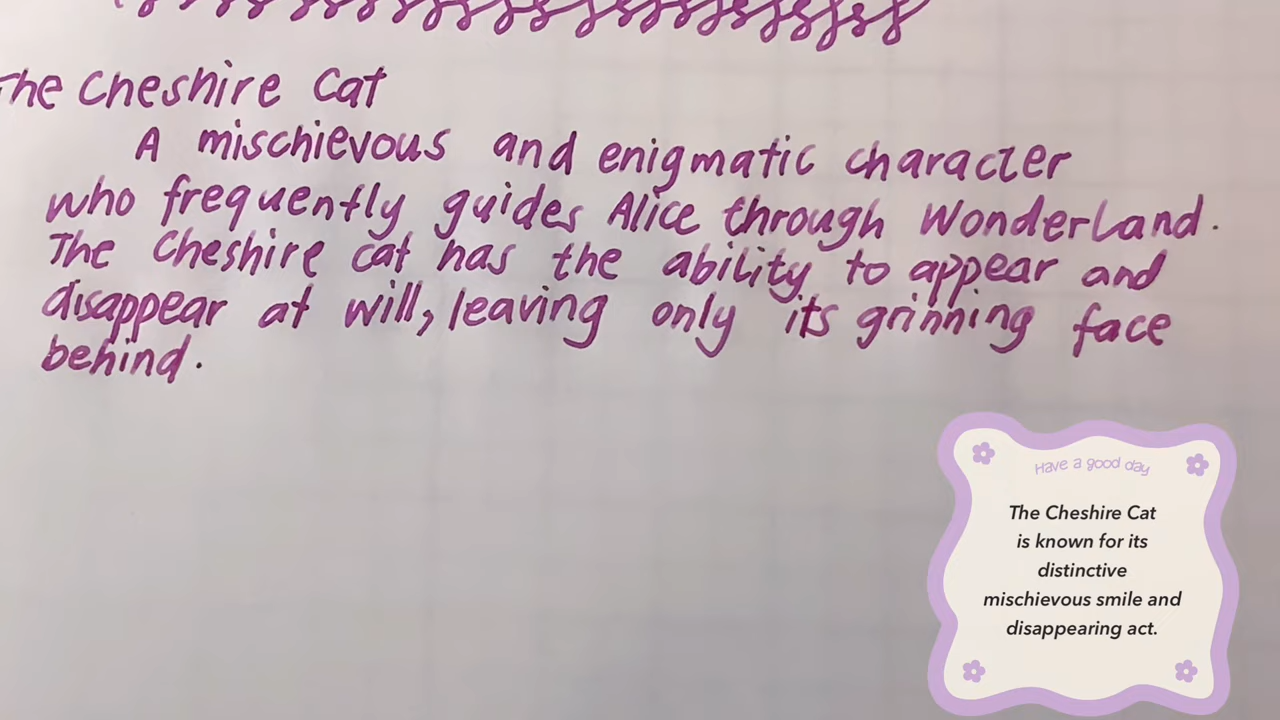 The Cheshire Cat
A mischievous and enigmatic character
who frequently guides Alice through Wonderland.
The Cheshire cat has the ability to appear and
disappear at will, leaving only its grinning face
behind.
Have a good day
The Cheshire Cat
is known for its
distinctive
mischievous smile and
disappearing act.